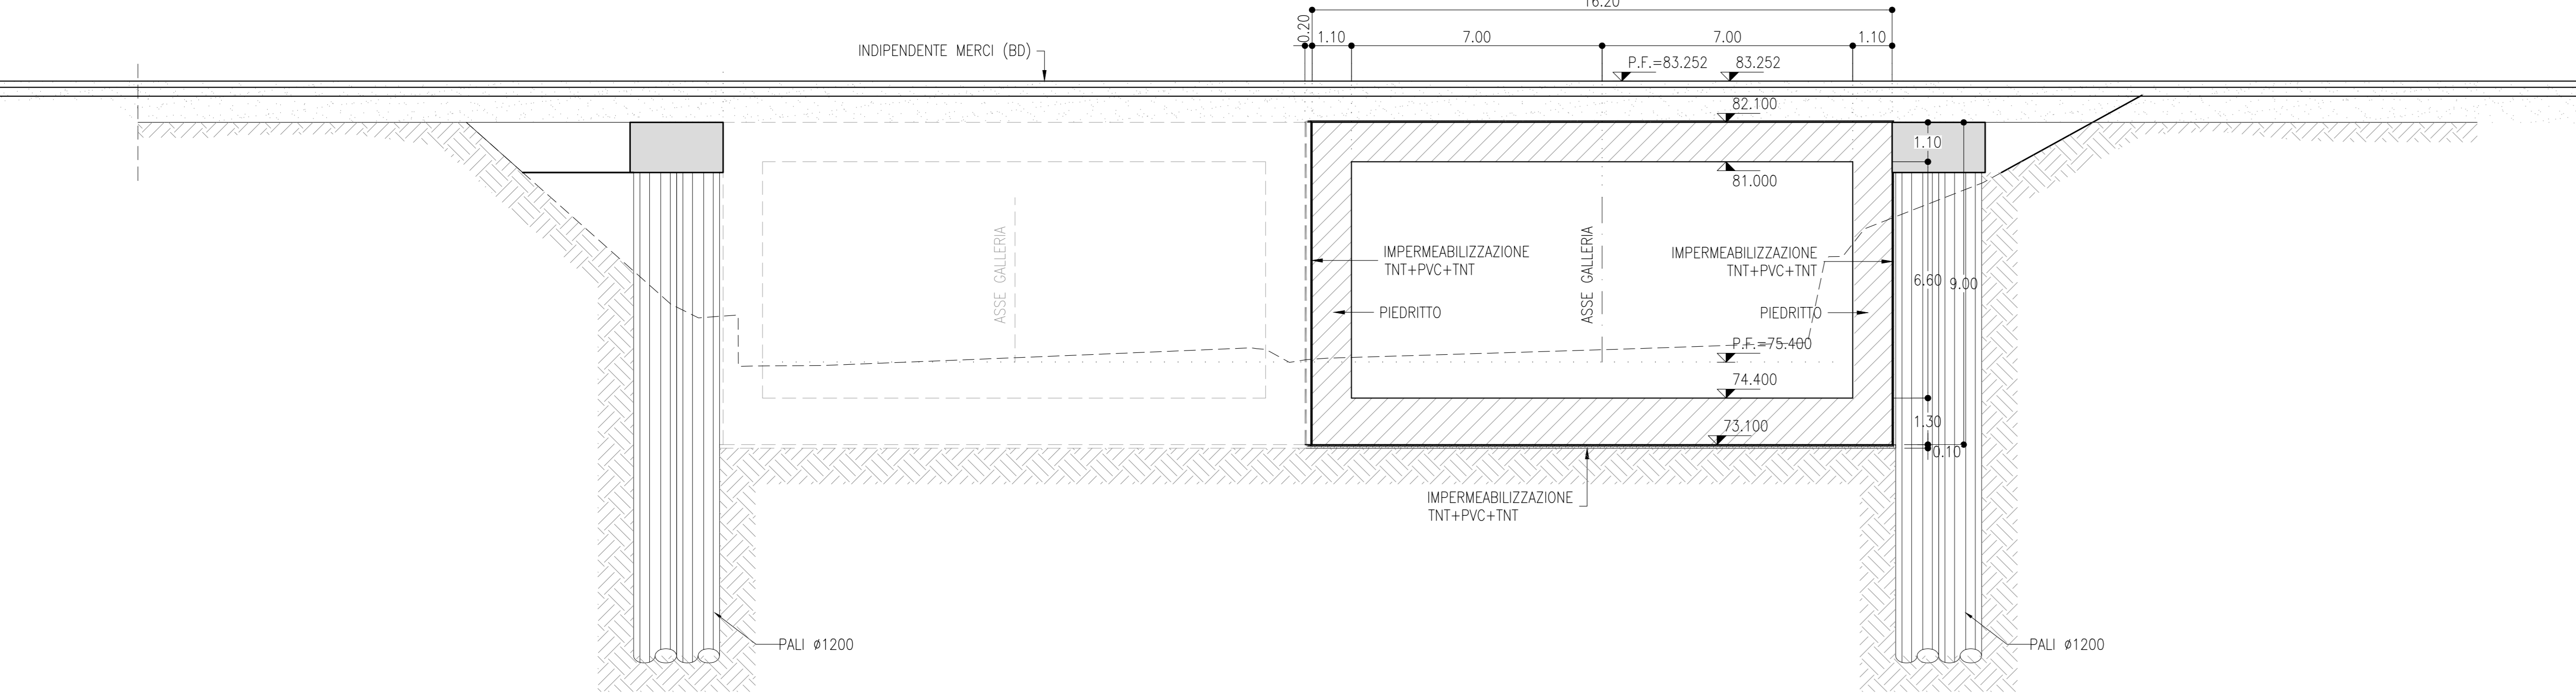 16.20
0.20
1.10
7.00
7.00
1.10
INDIPENDENTE MERCI (BD)
P.F.=83.252
83.252
82.100
1.10
81.000
ASSE GALLERIA
ASSE GALLERIA
IMPERMEABILIZZAZIONE
TNT+PVC+TNT
IMPERMEABILIZZAZIONE
TNT+PVC+TNT
6.60
9.00
PIEDRITTO
PIEDRITTO
P.F.=75.400
74.400
73.100
1.30
0.10
IMPERMEABILIZZAZIONE
TNT+PVC+TNT
PALI ø1200
PALI ø1200